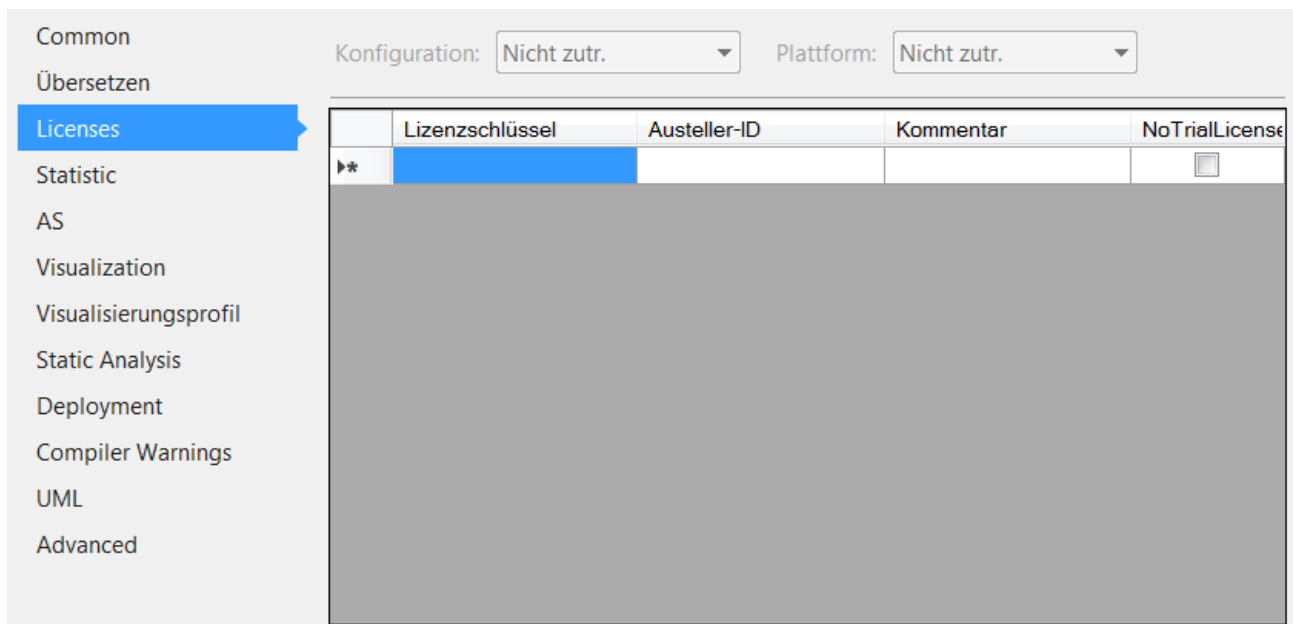 Common
Übersetzen
Licenses
Statistic
AS
Visualization
Visualisierungsprofil
Static Analysis
Deployment
Compiler Warnings
UML
Advanced
Konfiguration: Nicht zutr. Plattform: Nicht zutr.
Lizenzschlüssel Austeller-ID Kommentar NoTrialLicense